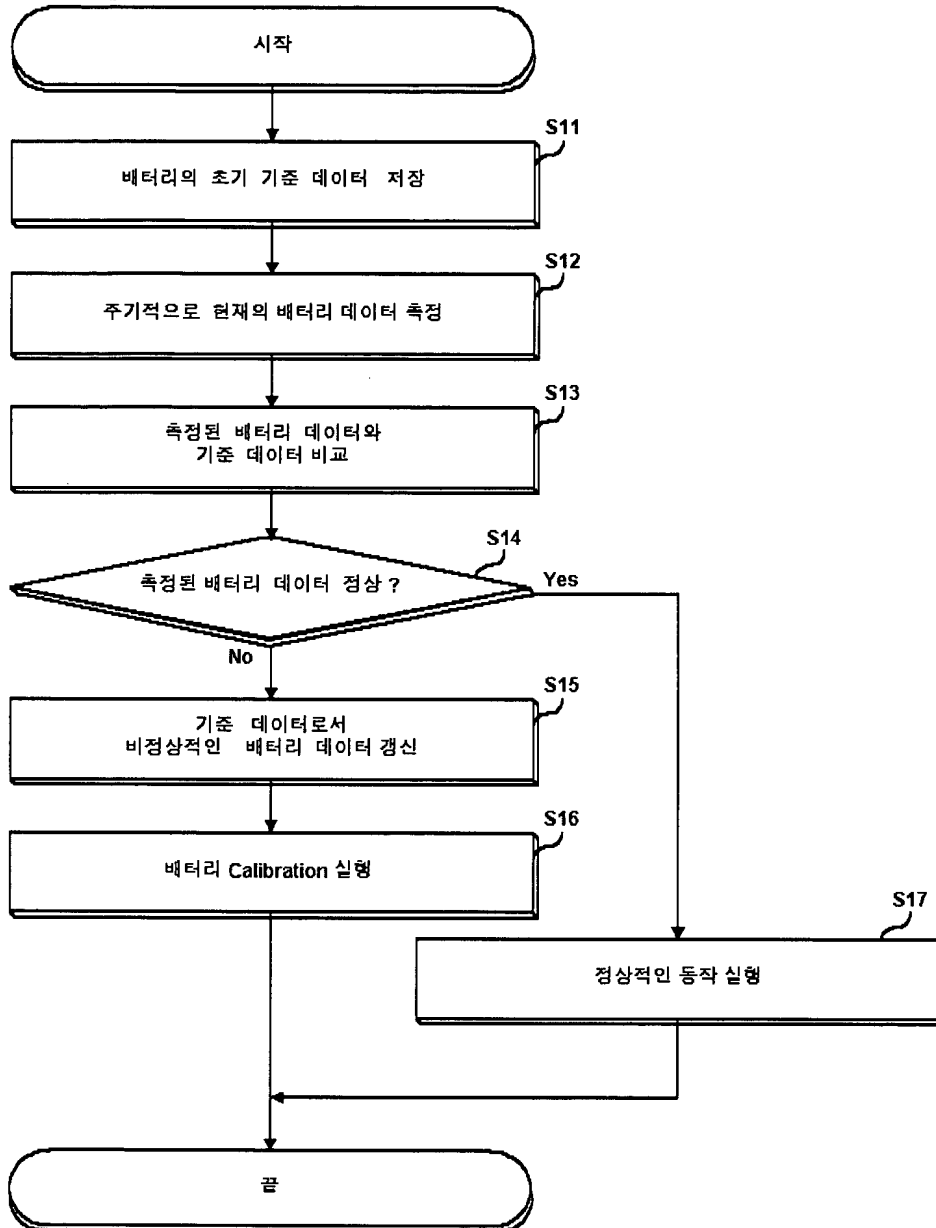 시작
S11
배터리의 초기 기준 데이터 저장
S12
주기적으로 현재의 배터리 데이터 측정
S13
측정된 배터리 데이터와
기준 데이터 비교
S14
측정된 배터리 데이터 정상 ?
Yes
No
S15
기준 데이터로서
비정상적인 배터리 데이터 갱신
S16
배터리 Calibration 실행
S17
정상적인 동작 실행
끝